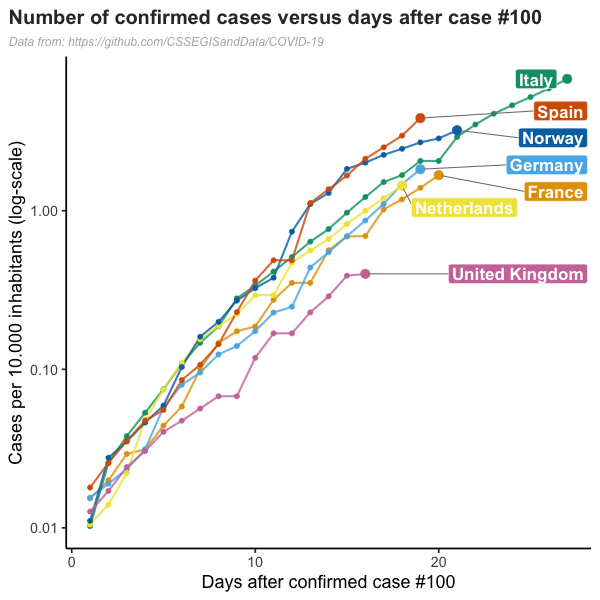 Number of confirmed cases versus days after case #100
Data from: https://github.com/CSSEGISandData/COVID-19
Italy
Spain
Norway
Germany
France
Netherlands
United Kingdom
Cases per 10.000 inhabitants (log-scale)
1.00
0.10
0.01
0
10
20
Days after confirmed case #100